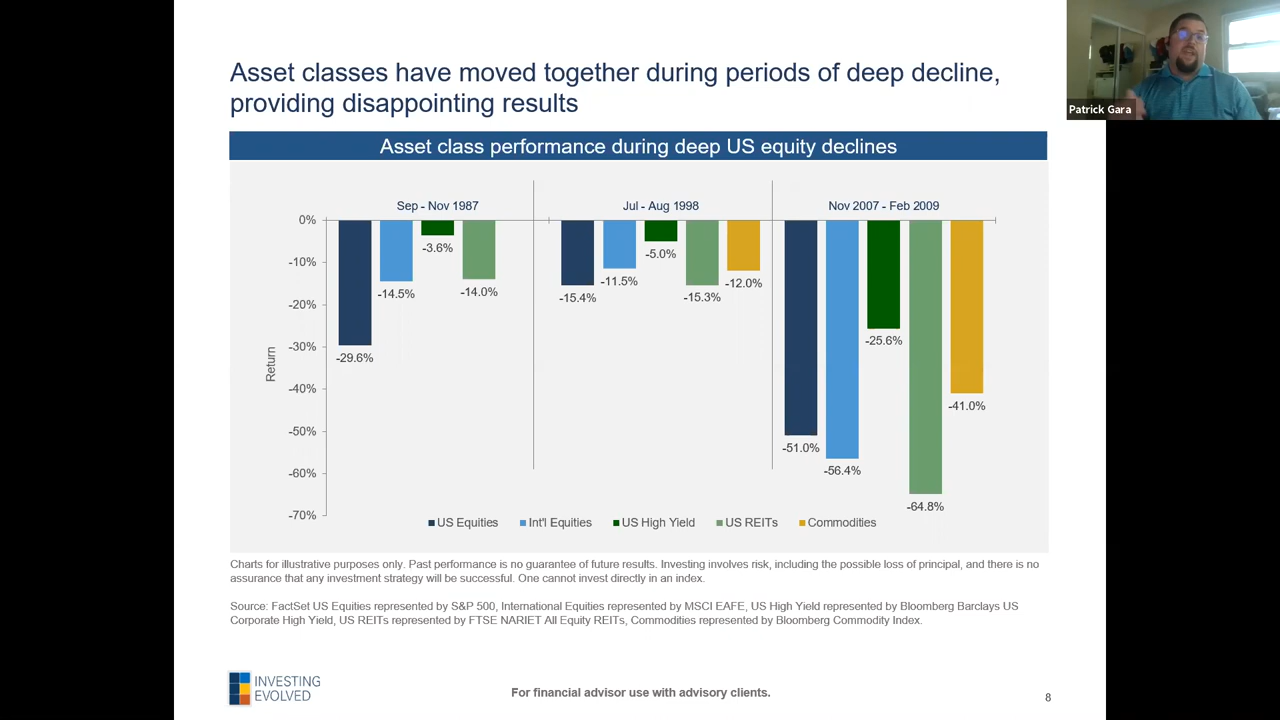 Asset classes have moved together during periods of deep decline,
providing disappointing results
Patrick Gara
Asset class performance during deep US equity declines
Sep - Nov 1987
Jul - Aug 1998
Nov 2007 - Feb 2009
0%
-10%
-20%
-30%
-40%
-50%
-60%
-70%
Return
-29.6%
-14.5%
-3.6%
-14.0%
-15.4%
-11.5%
-5.0%
-15.3%
-12.0%
-51.0%
-56.4%
-25.6%
-64.8%
-41.0%
US Equities
Int'l Equities
US High Yield
US REITs
Commodities
Charts for illustrative purposes only. Past performance is no guarantee of future results. Investing involves risk, including the possible loss of principal, and there is no
assurance that any investment strategy will be successful. One cannot invest directly in an index.
Source: FactSet US Equities represented by S&P 500, International Equities represented by MSCI EAFE, US High Yield represented by Bloomberg Barclays US
Corporate High Yield, US REITs represented by FTSE NARIET All Equity REITs, Commodities represented by Bloomberg Commodity Index.
INVESTING
EVOLVED
For financial advisor use with advisory clients.
8